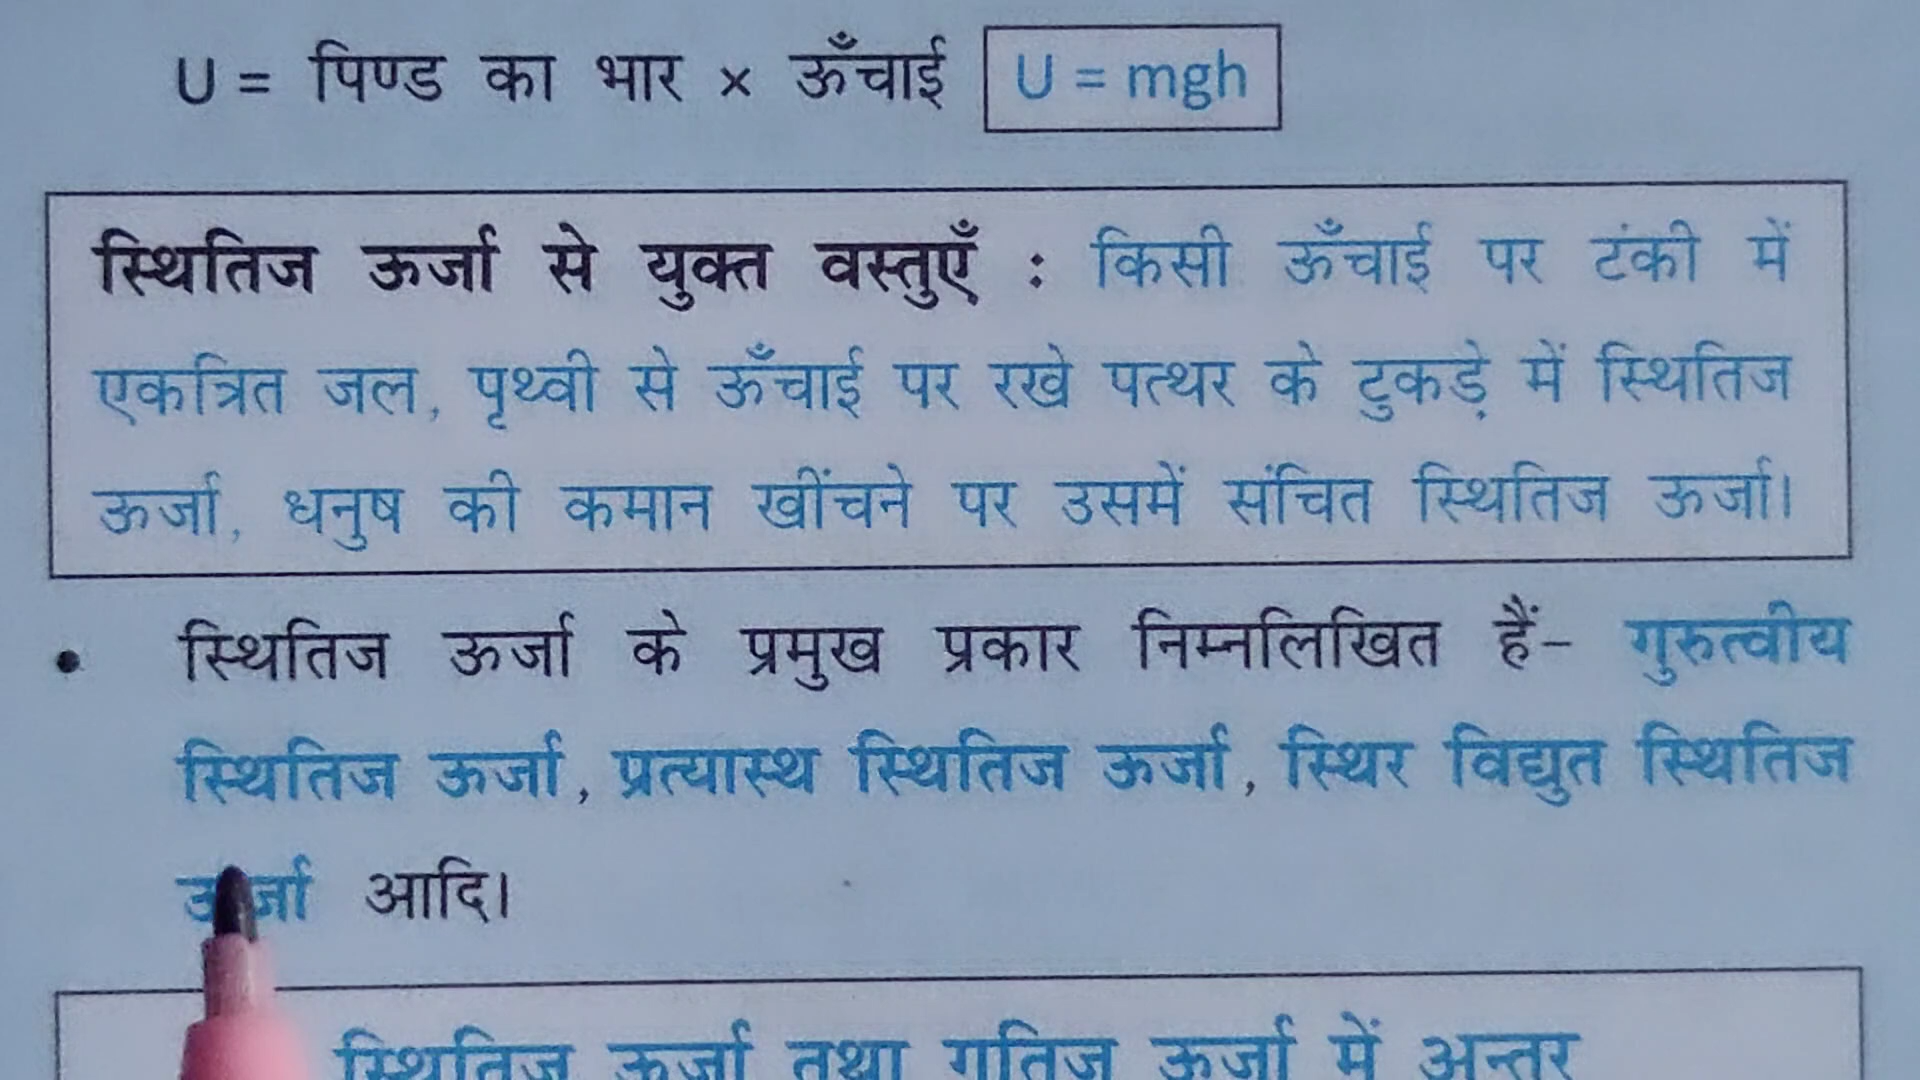 U = पिण्ड का भार × ऊँचाई U = mgh
स्थितिज ऊर्जा से युक्त वस्तुएँ : किसी ऊँचाई पर टंकी में
एकत्रित जल, पृथ्वी से ऊँचाई पर रखे पत्थर के टुकड़े में स्थितिज
ऊर्जा, धनुष की कमान खींचने पर उसमें संचित स्थितिज ऊर्जा।
• स्थितिज ऊर्जा के प्रमुख प्रकार निम्नलिखित हैं- गुरुत्वीय
स्थितिज ऊर्जा, प्रत्यास्थ स्थितिज ऊर्जा, स्थिर विद्युत स्थितिज
ऊर्जा आदि।
स्थितिज ऊर्जा तथा गतिज ऊर्जा में अन्तर